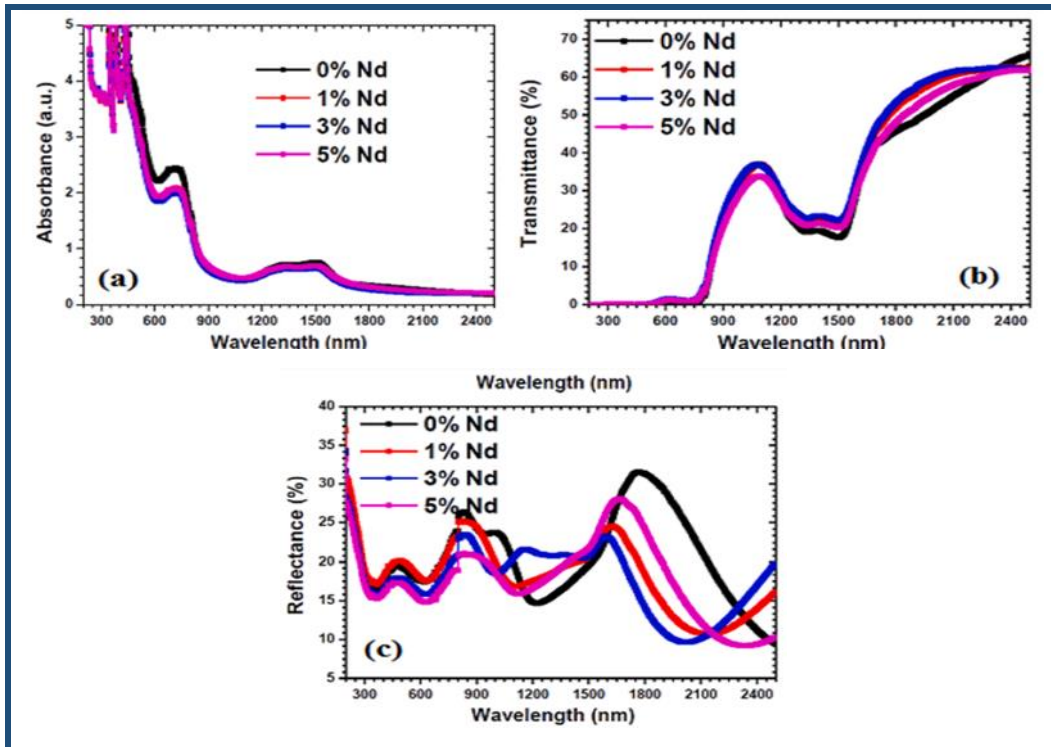 5
4
3
2
1
0
Absorbance (a.u.)
0% Nd
1% Nd
3% Nd
5% Nd
(a)
300 600 900 1200 1500 1800 2100 2400
Wavelength (nm)
70
60
50
40
30
20
10
0
Transmittance (%)
0% Nd
1% Nd
3% Nd
5% Nd
(b)
300 600 900 1200 1500 1800 2100 2400
Wavelength (nm)
Wavelength (nm)
40
35
30
25
20
15
10
5
Reflectance (%)
0% Nd
1% Nd
3% Nd
5% Nd
(c)
300 600 900 1200 1500 1800 2100 2400
Wavelength (nm)